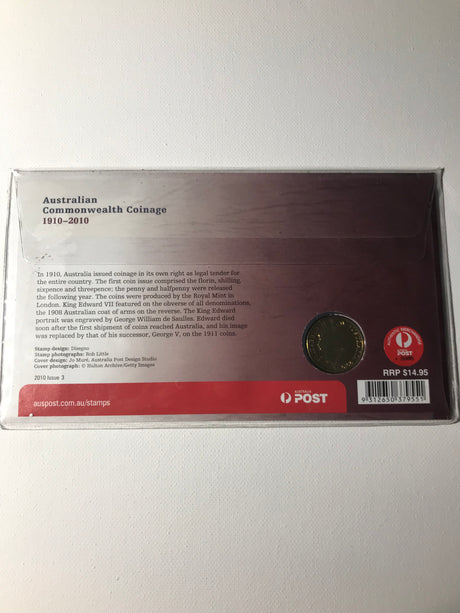 Australian
Commonwealth Coinage
1910–2010
In 1910, Australia issued coinage in its own right as legal tender for
the entire country. The first coin issue comprised the florin, shilling,
sixpence and threepence; the penny and halfpenny were released
the following year. The coins were produced by the Royal Mint in
London. King Edward VII featured on the obverse of all denominations,
the 1908 Australian coat of arms on the reverse. The King Edward
portrait was engraved by George William de Saulles. Edward died
soon after the first shipment of coins reached Australia, and his image
was replaced by that of his successor, George V, on the 1911 coins.
Stamp design: Disegno
Stamp photographs: Rob Little
Cover design: Jo Muré, Australia Post Design Studio
Cover photograph: © Hulton Archive/Getty Images
2010 Issue 3
auspost.com.au/stamps
AUSTRALIA
POST
POST
RRP $14.95
9 312650 379551